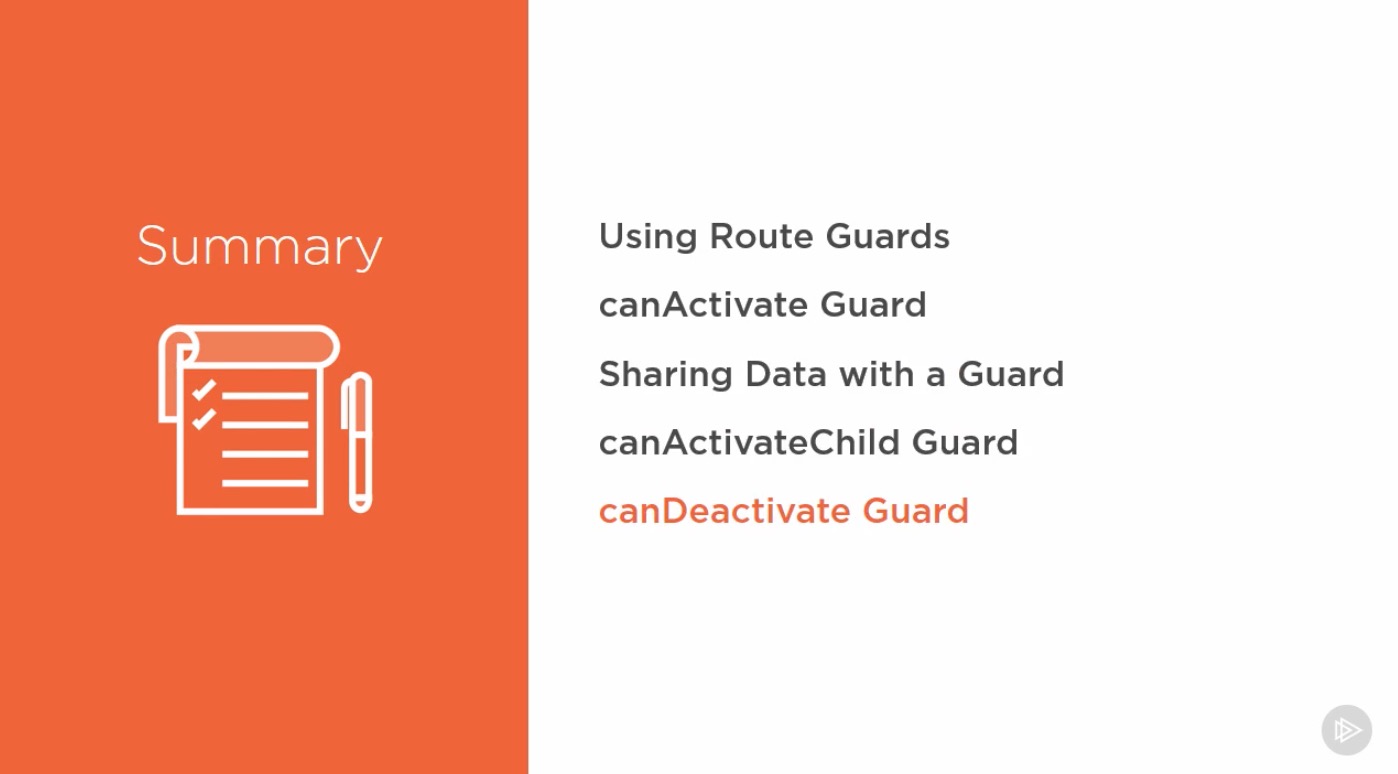 Summary
Using Route Guards
canActivate Guard
Sharing Data with a Guard
canActivateChild Guard
canDeactivate Guard